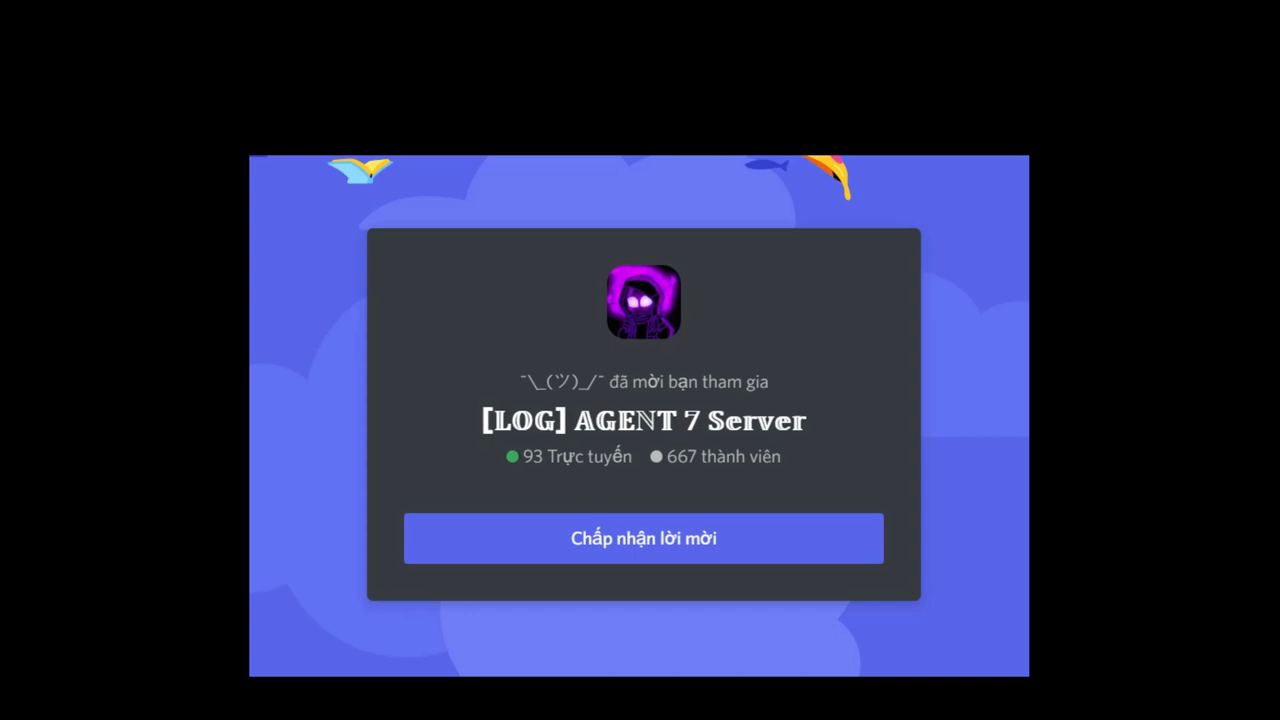 ¯\_(ツ)_/¯ đã mời bạn tham gia
[LOG] AGENT 7 Server
93 Trực tuyến 667 thành viên
Chấp nhận lời mời